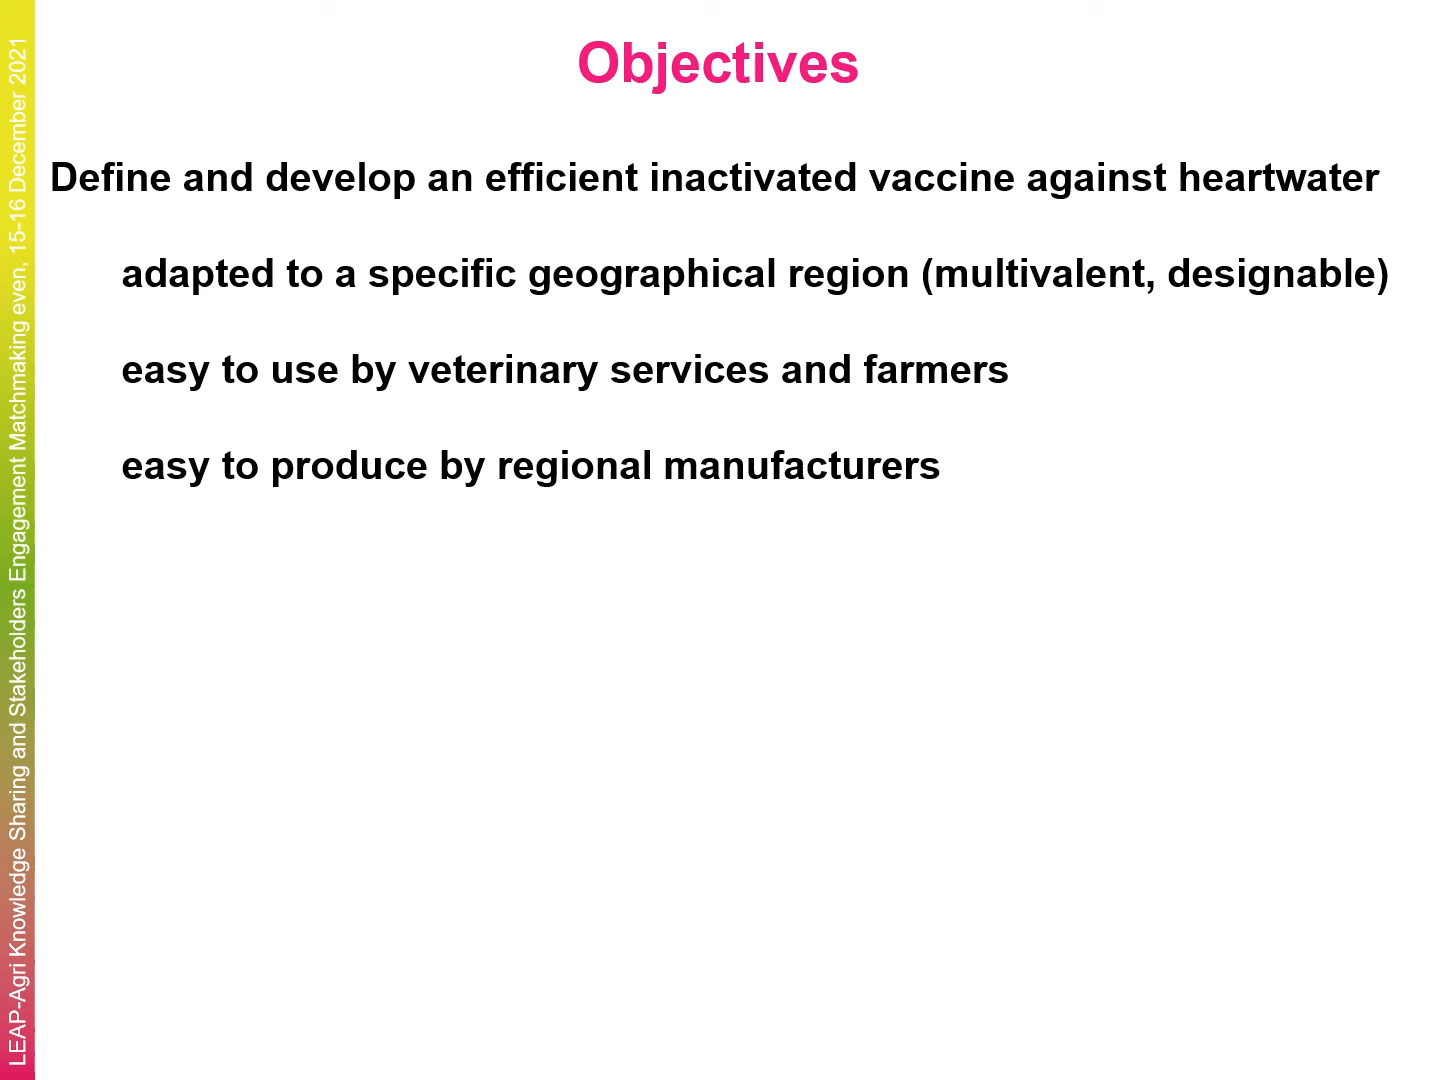 Objectives
Define and develop an efficient inactivated vaccine against heartwater
adapted to a specific geographical region (multivalent, designable)
easy to use by veterinary services and farmers
easy to produce by regional manufacturers
LEAP-Agri Knowledge Sharing and Stakeholders Engagement Matchmaking even, 15-16 December 2021